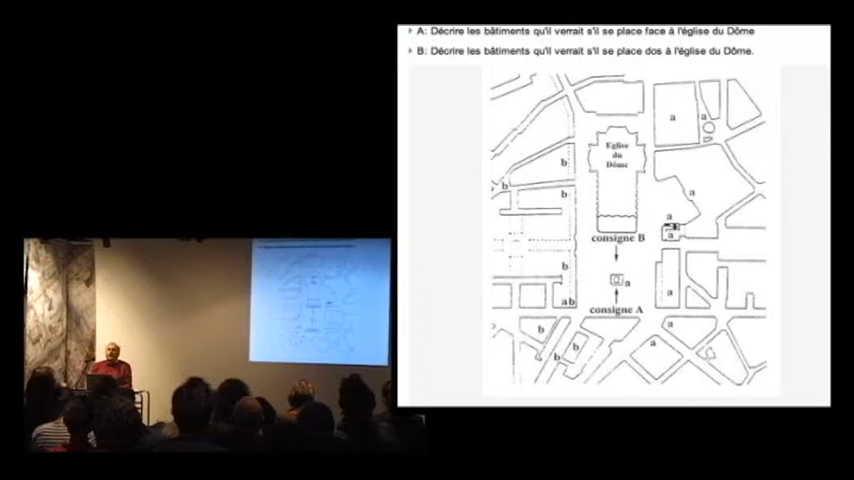 A: Décrire les bâtiments qu'il verrait s'il se place face à l'église du Dôme
B: Décrire les bâtiments qu'il verrait s'il se place dos à l'église du Dôme.
a
a
Eglise
du
Dôme
b
b
b
a
a
a
consigne B
b
a
a
ab
consigne A
b
a
b
b
a